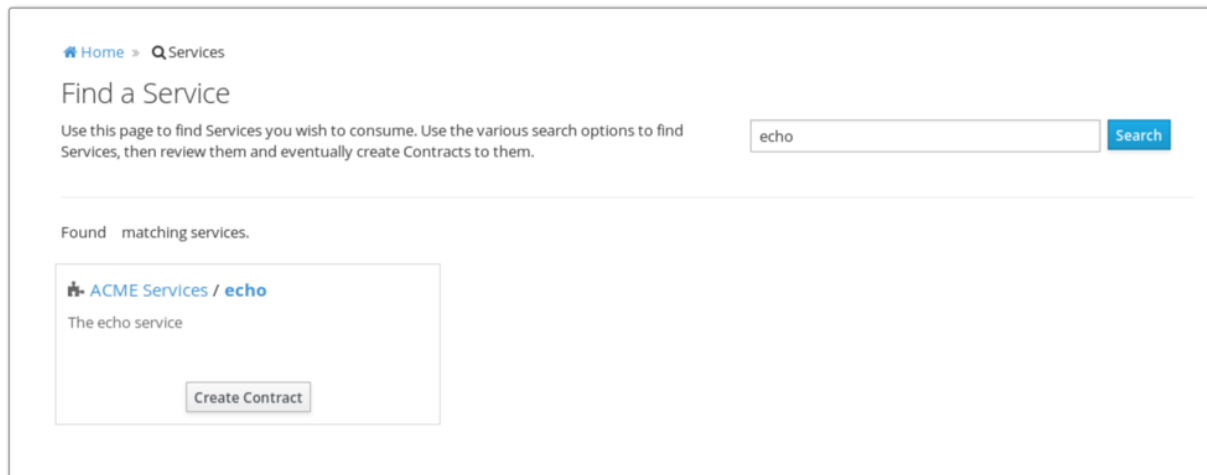 Home » Services
Find a Service
Use this page to find Services you wish to consume. Use the various search options to find
Services, then review them and eventually create Contracts to them.
echo
Search
Found matching services.
ACME Services / echo
The echo service
Create Contract